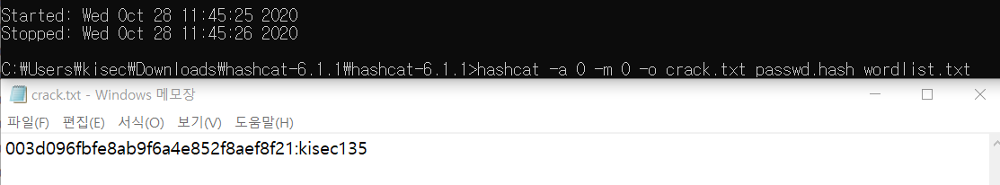 Started: Wed Oct 28 11:45:25 2020
Stopped: Wed Oct 28 11:45:26 2020
C:₩Users₩kisec₩Downloads₩hashcat-6.1.1₩hashcat-6.1.1>hashcat -a 0 -m 0 -o crack.txt passwd.hash wordlist.txt
crack.txt - Windows 메모장
파일(F) 편집(E) 서식(O) 보기(V) 도움말(H)
003d096fbfe8ab9f6a4e852f8aef8f21:kisec135